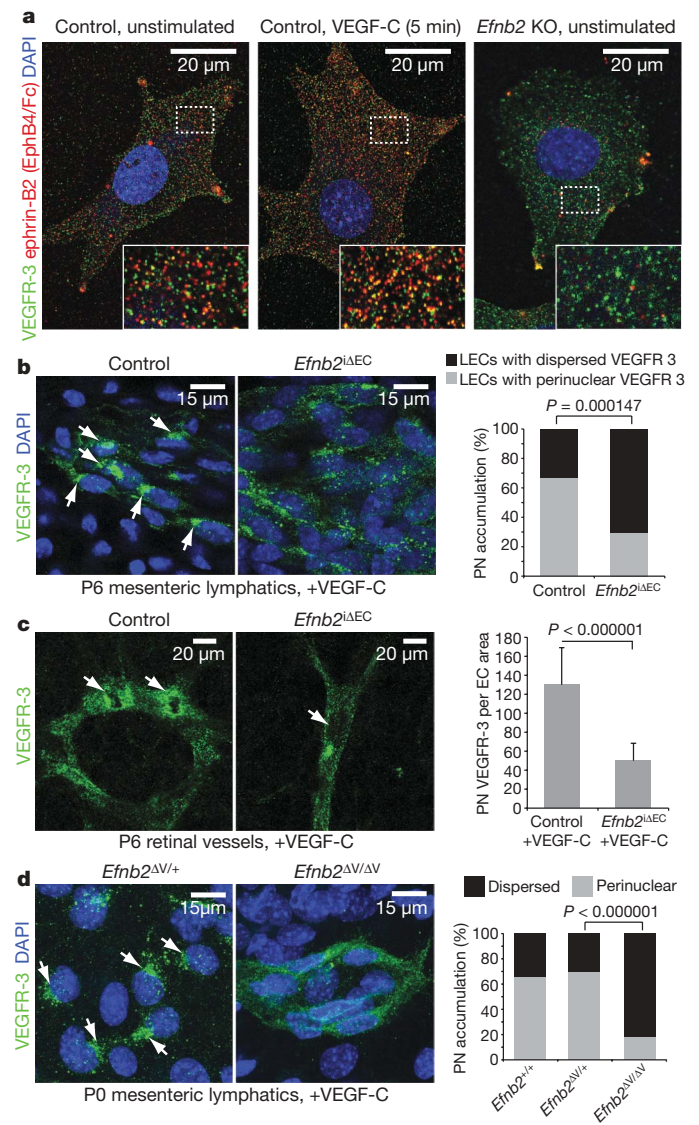 a
Control, unstimulated
Control, VEGF-C (5 min)
Efnb2 KO, unstimulated
VEGFR-3 ephrin-B2 (EphB4/Fc) DAPI
20 µm
20 µm
20 µm
b
Control
Efnb2iΔEC
VEGFR-3 DAPI
15 µm
15 µm
P6 mesenteric lymphatics, +VEGF-C
LECs with dispersed VEGFR 3
LECs with perinuclear VEGFR 3
P = 0.000147
PN accumulation (%)
100
80
60
40
20
0
Control
Efnb2iΔEC
c
Control
Efnb2iΔEC
VEGFR-3
20 µm
20 µm
P6 retinal vessels, +VEGF-C
P < 0.000001
PN VEGFR-3 per EC area
180
160
140
120
100
80
60
40
20
0
Control
+VEGF-C
Efnb2iΔEC
+VEGF-C
d
Efnb2ΔV/+
Efnb2ΔV/ΔV
VEGFR-3 DAPI
15µm
15 µm
P0 mesenteric lymphatics, +VEGF-C
Dispersed
Perinuclear
P < 0.000001
PN accumulation (%)
100
80
60
40
20
0
Efnb2+/+
Efnb2ΔV/+
Efnb2ΔV/ΔV